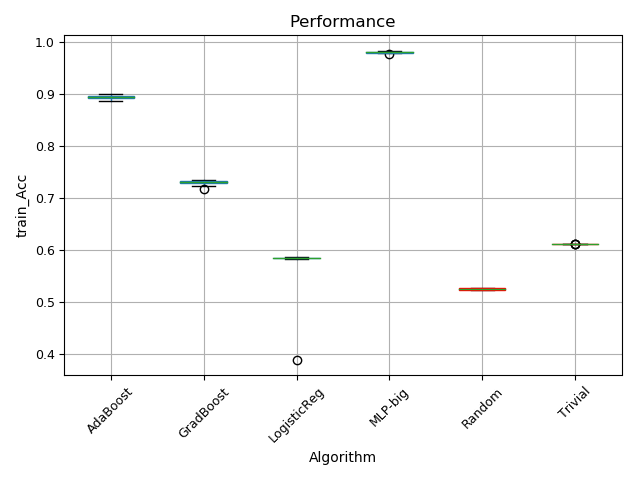 Performance
train_Acc
1.0
0.9
0.8
0.7
0.6
0.5
0.4
AdaBoost
GradBoost
LogisticReg
MLP-big
Random
Trivial
Algorithm